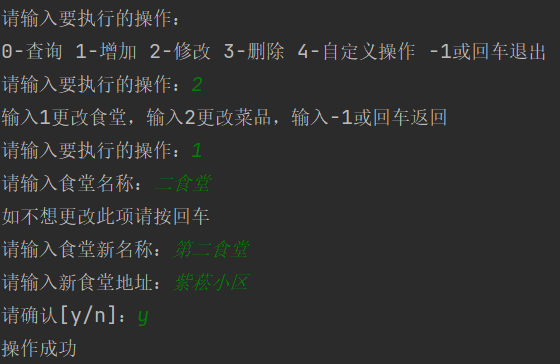 请输入要执行的操作：
0-查询 1-增加 2-修改 3-删除 4-自定义操作 -1或回车退出
请输入要执行的操作：2
输入1更改食堂，输入2更改菜品，输入-1或回车返回
请输入要执行的操作：1
请输入食堂名称：二食堂
如不想更改此项请按回车
请输入食堂新名称：第二食堂
请输入新食堂地址：紫菘小区
请确认[y/n]：y
操作成功